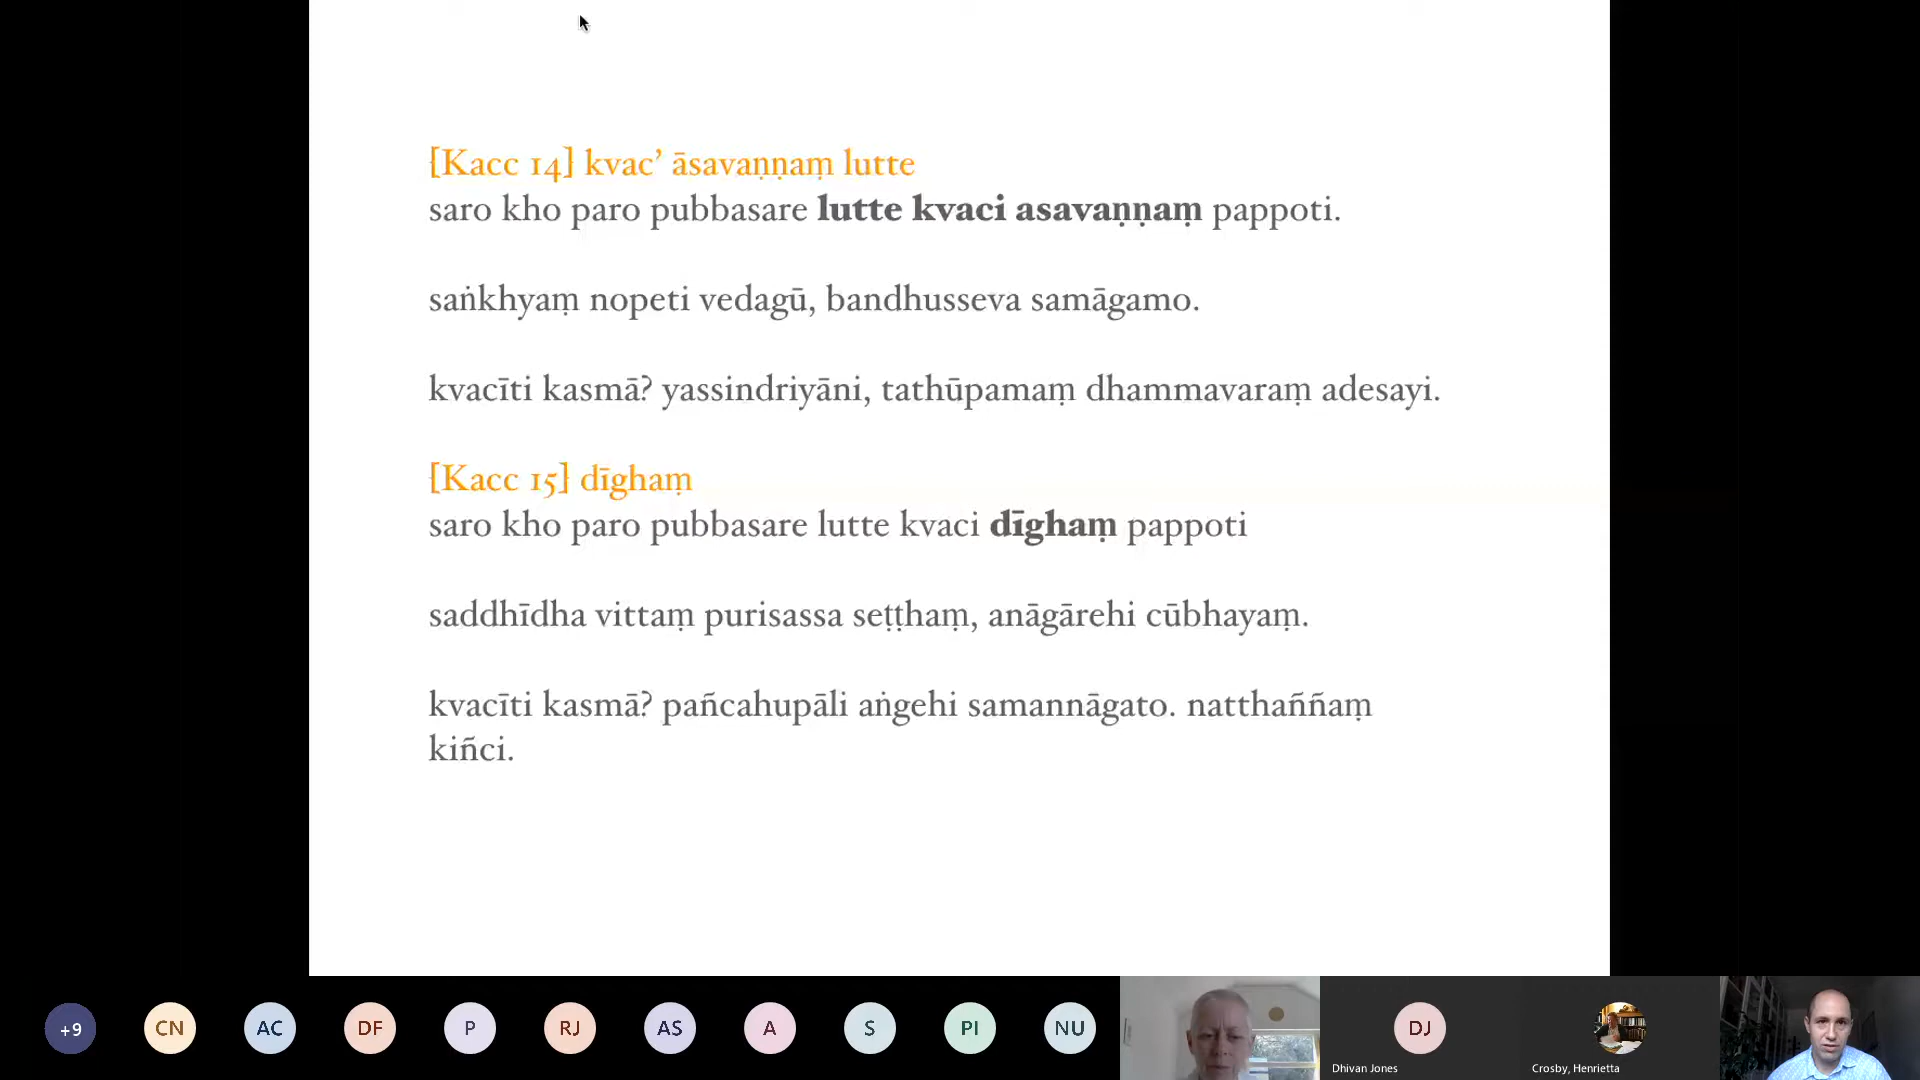 [Kacc 14] kvac’ āsavaṇṇaṃ lutte
saro kho paro pubbasare lutte kvaci asavaṇṇaṃ pappoti.
saṅkhyaṃ nopeti vedagū, bandhusseva samāgamo.
kvacīti kasmā? yassindriyāni, tathūpamaṃ dhammavaraṃ adesayi.
[Kacc 15] dīghaṃ
saro kho paro pubbasare lutte kvaci dīghaṃ pappoti
saddhīdha vittaṃ purisassa seṭṭhaṃ, anāgārehi cūbhayaṃ.
kvacīti kasmā? pañcahupāli aṅgehi samannāgato. natthaññaṃ
kiñci.
+9 CN AC DF P RJ AS A S PI NU DJ
Dhivan Jones Crosby, Henrietta